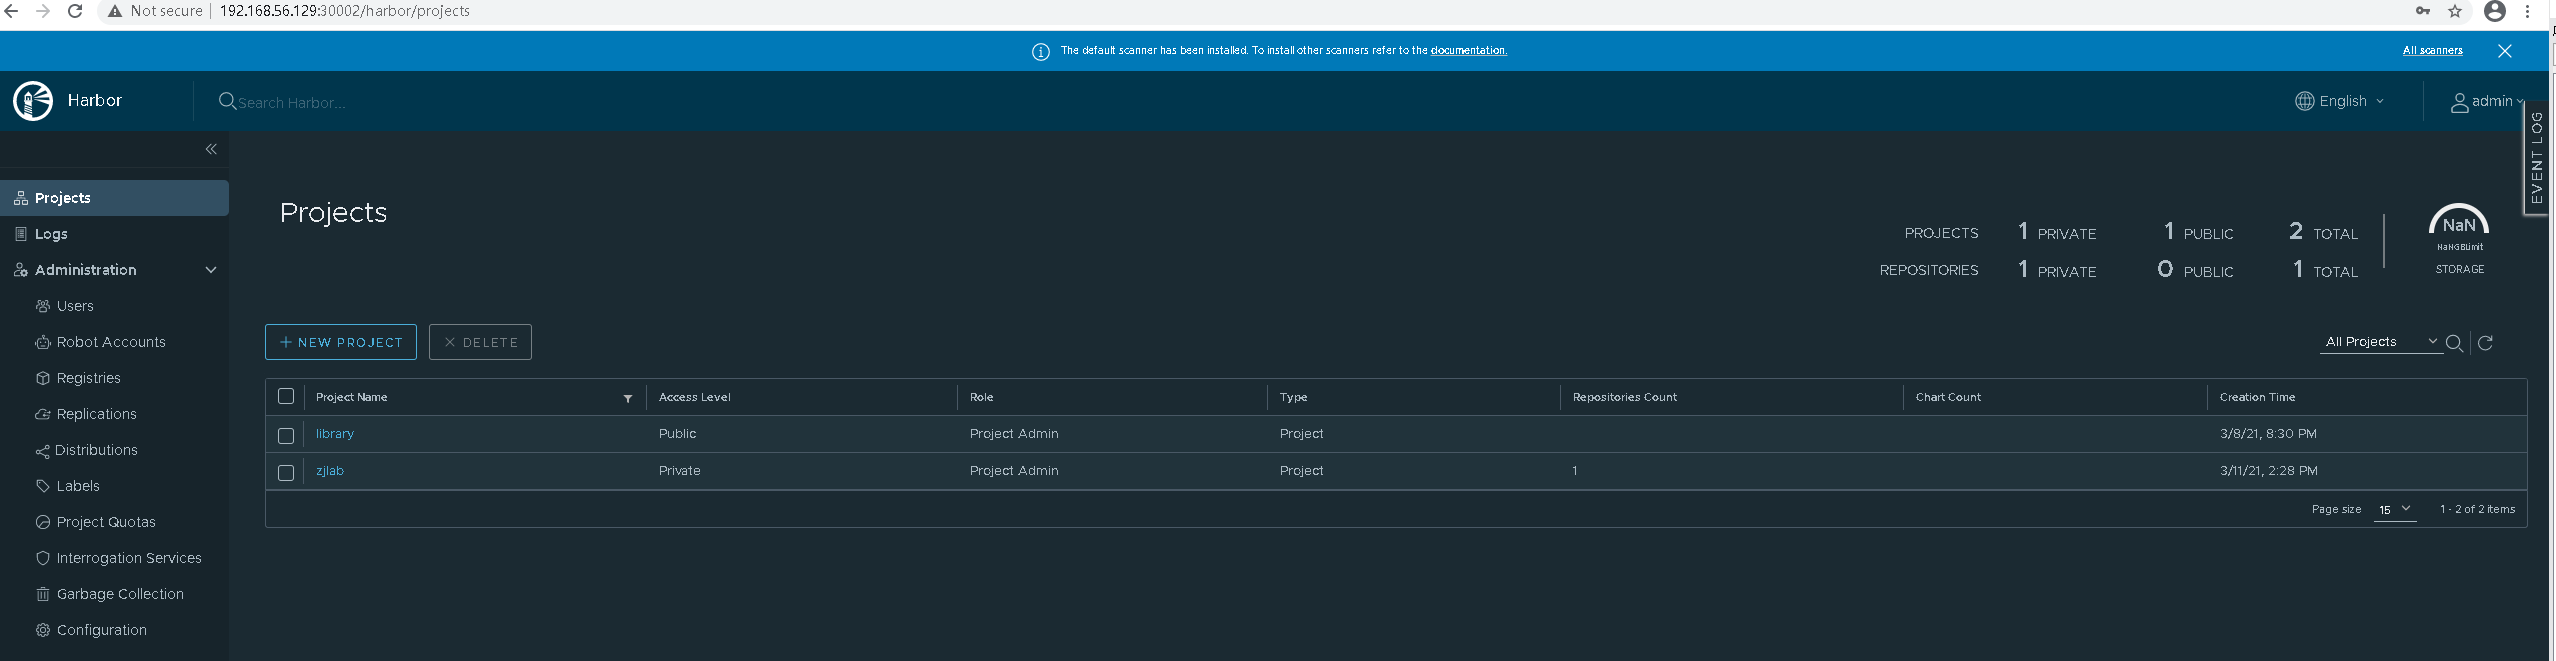 Not secure | 192.168.56.129:30002/harbor/projects
The default scanner has been installed. To install other scanners refer to the documentation.
All scanners
Harbor
Search Harbor...
English
admin
EVENT LOG
Projects
Logs
Administration
Users
Robot Accounts
Registries
Replications
Distributions
Labels
Project Quotas
Interrogation Services
Garbage Collection
Configuration
Projects
PROJECTS 1 PRIVATE 1 PUBLIC 2 TOTAL
REPOSITORIES 1 PRIVATE 0 PUBLIC 1 TOTAL
NaN
NaNGBLimit
STORAGE
+ NEW PROJECT
× DELETE
All Projects
Project Name Access Level Role Type Repositories Count Chart Count Creation Time
library Public Project Admin Project 3/8/21, 8:30 PM
zjlab Private Project Admin Project 1 3/11/21, 2:28 PM
Page size 15 1 - 2 of 2 items